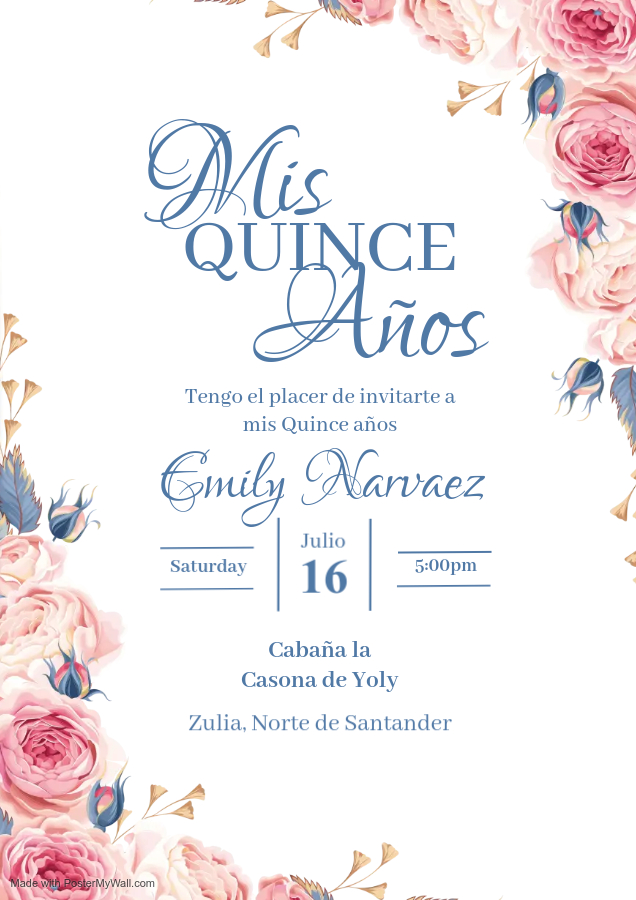 Mis
QUINCE
Años
Tengo el placer de invitarte a
mis Quince años
Emily Narvaez
Julio
Saturday 16 5:00pm
Cabaña la
Casona de Yoly
Zulia, Norte de Santander
Made with PosterMyWall.com